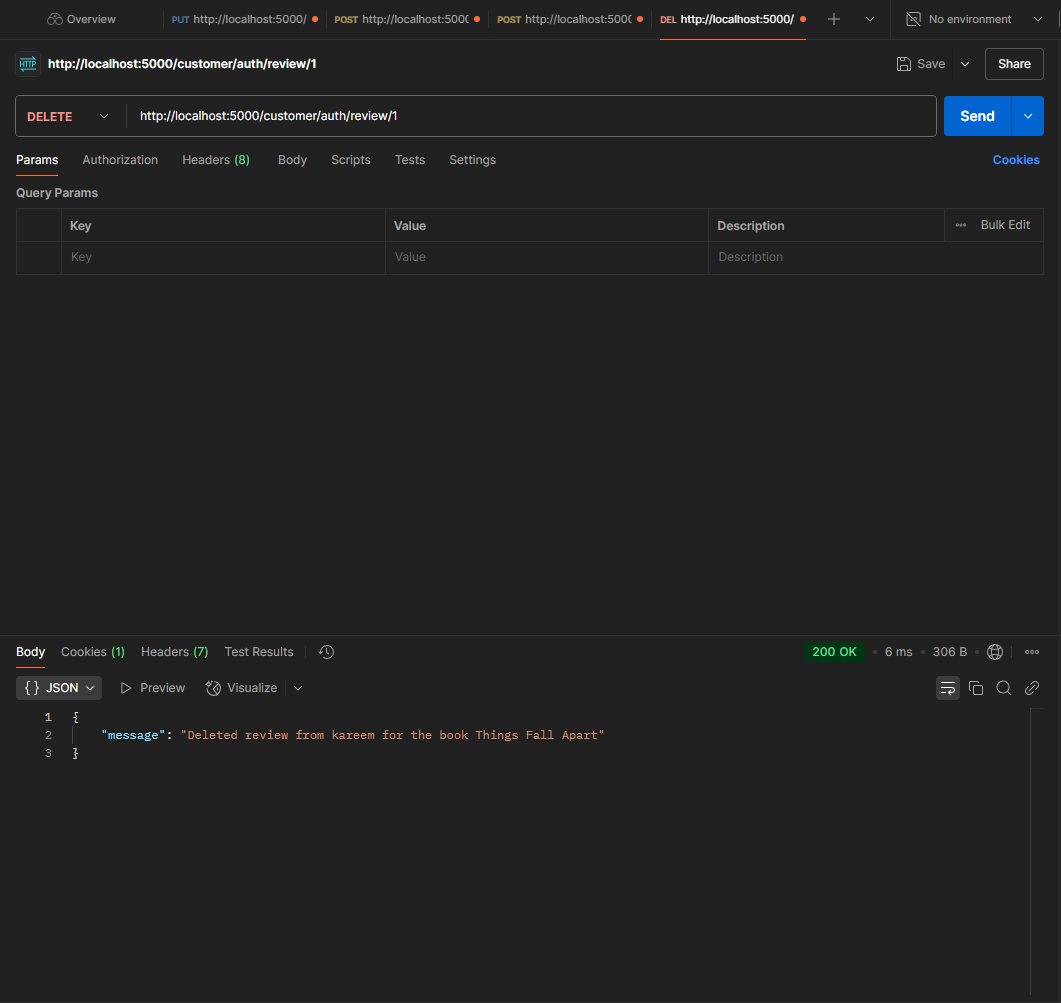 Overview PUT http://localhost:5000/ POST http://localhost:500( POST http://localhost:500( DEL http://localhost:5000/ No environment
HTTP http://localhost:5000/customer/auth/review/1 Save Share
DELETE http://localhost:5000/customer/auth/review/1 Send
Params Authorization Headers (8) Body Scripts Tests Settings Cookies
Query Params
Key Value Description Bulk Edit
Key Value Description
Body Cookies (1) Headers (7) Test Results 200 OK 6 ms 306 B
{} JSON Preview Visualize
1 {
2 "message": "Deleted review from kareem for the book Things Fall Apart"
3 }